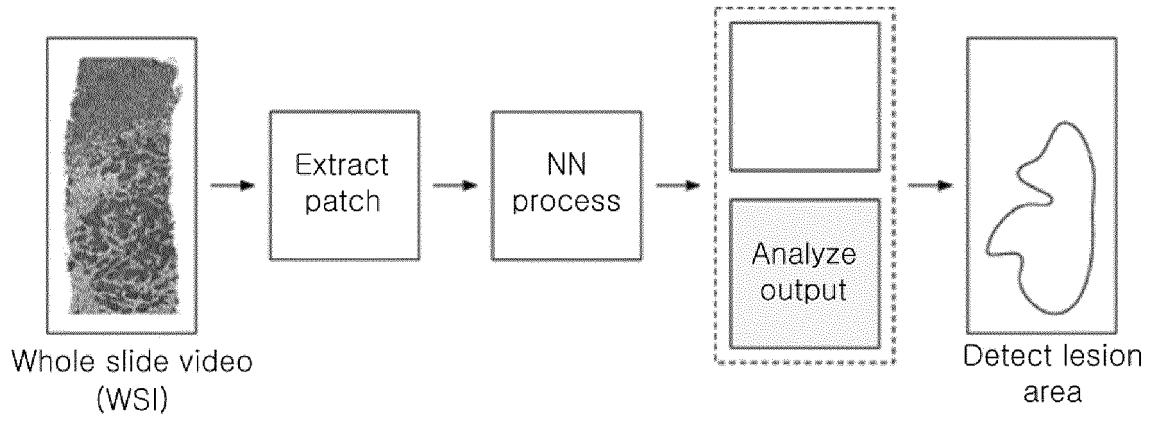 Whole slide video
(WSI)
Extract
patch
NN
process
Analyze
output
Detect lesion
area